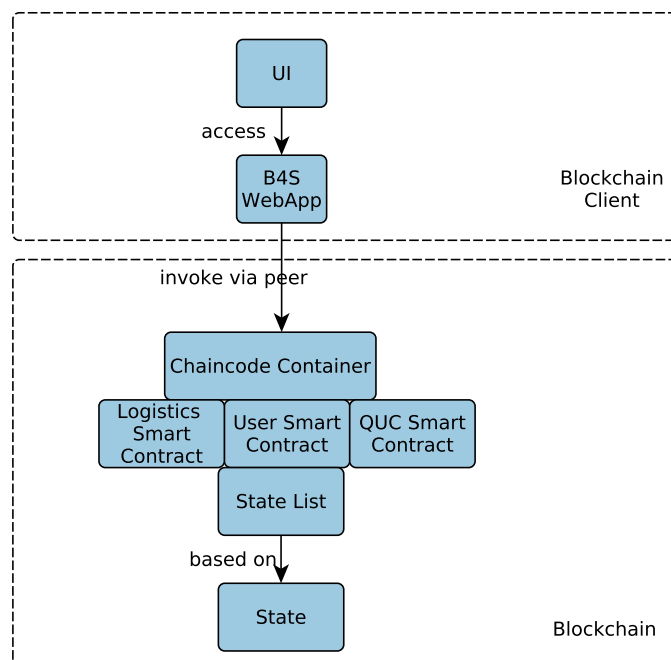 UI
access
B4S
WebApp
Blockchain
Client
invoke via peer
Chaincode Container
Logistics
Smart
Contract
User Smart
Contract
QUC Smart
Contract
State List
based on
State
Blockchain